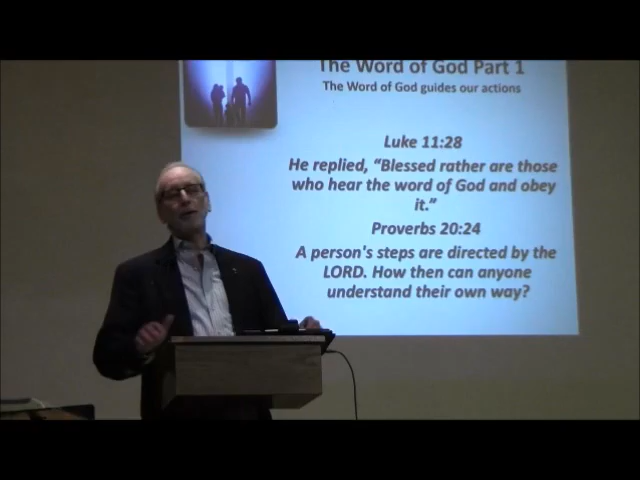 The Word of God Part 1
The Word of God guides our actions
Luke 11:28
He replied, “Blessed rather are those
who hear the word of God and obey
it.”
Proverbs 20:24
A person's steps are directed by the
LORD. How then can anyone
understand their own way?